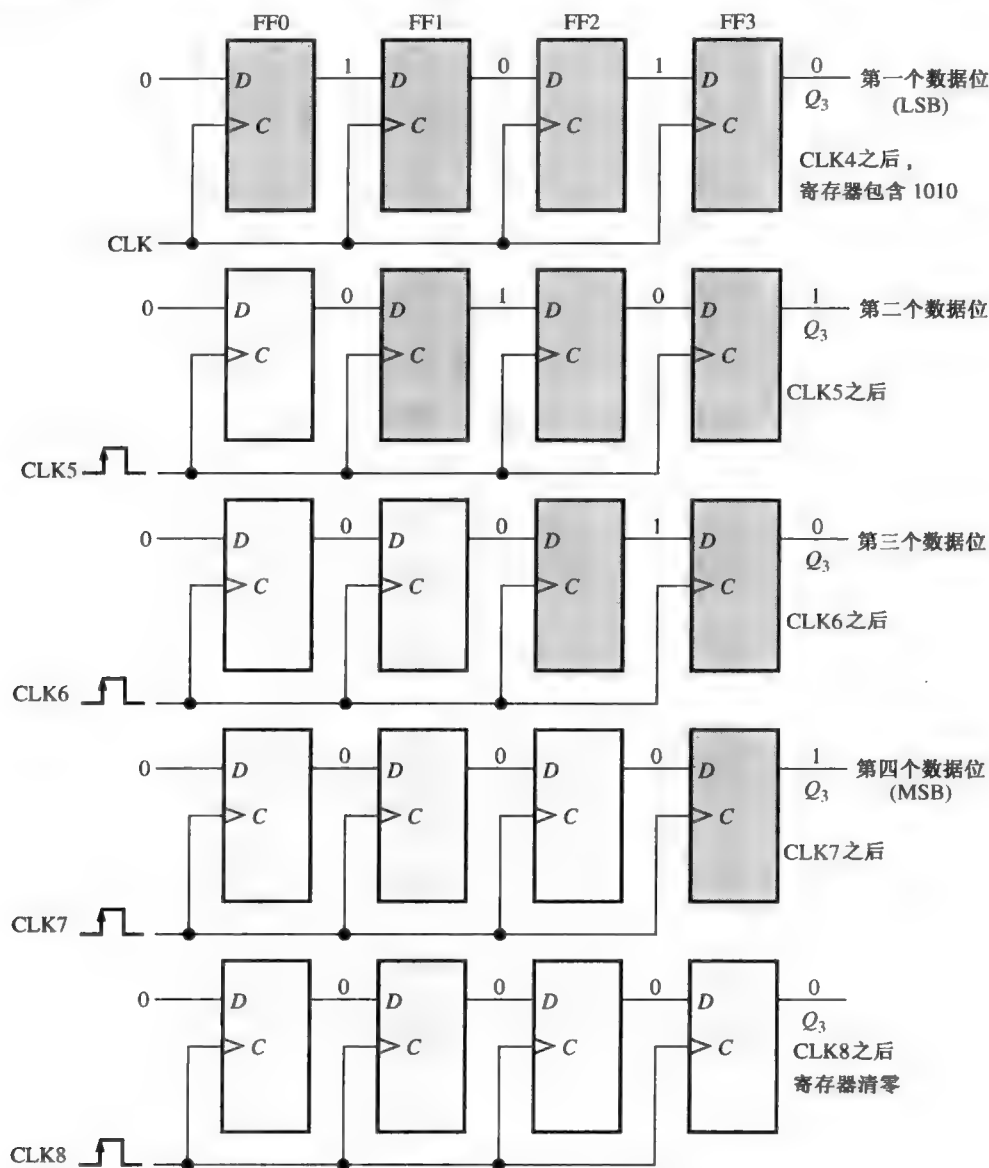 FF0 FF1 FF2 FF3
0 D 1 D 0 D 1 D 0 第一个数据位
Q3 (LSB)
C C C C
CLK4之后，
寄存器包含 1010
CLK
0 D 0 D 1 D 0 D 1 第二个数据位
Q3
C C C C
CLK5之后
CLK5
0 D 0 D 0 D 1 D 0 第三个数据位
Q3
C C C C
CLK6之后
CLK6
0 D 0 D 0 D 0 D 1 第四个数据位
Q3 (MSB)
C C C C
CLK7之后
CLK7
0 D 0 D 0 D 0 D 0
Q3
C C C C CLK8之后
寄存器清零
CLK8